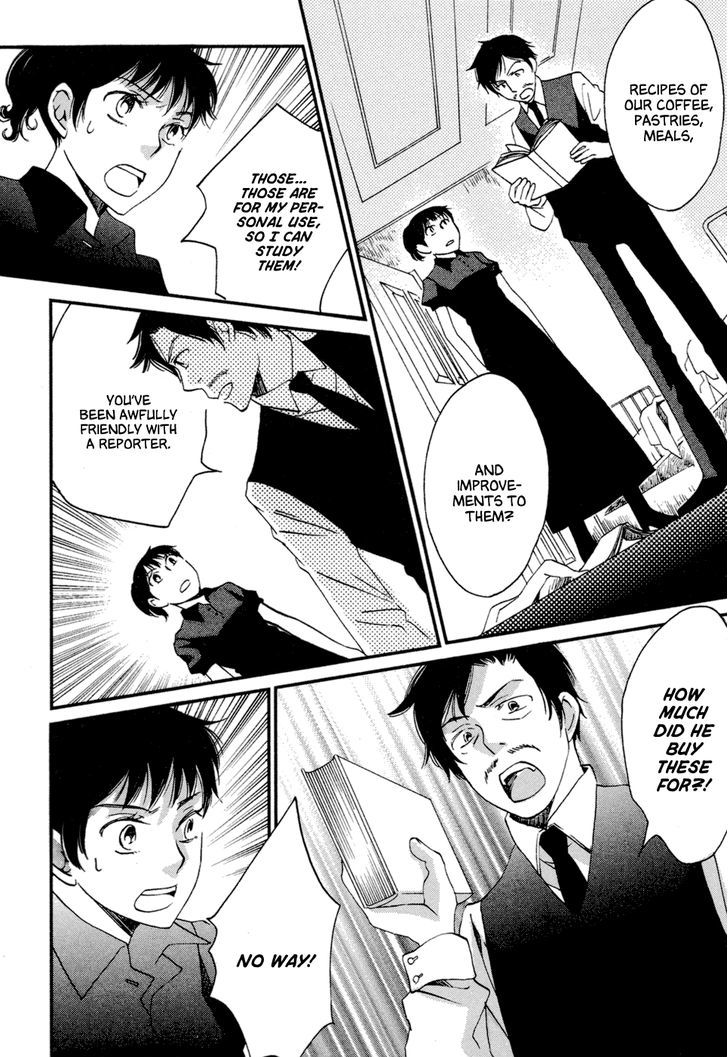 RECIPES OF
OUR COFFEE,
PASTRIES,
MEALS,
AND
IMPROVE-
MENTS TO
THEM?
THOSE...
THOSE ARE
FOR MY PER-
SONAL USE,
SO I CAN
STUDY
THEM!
YOU'VE
BEEN AWFULLY
FRIENDLY WITH
A REPORTER.
HOW
MUCH
DID HE
BUY
THESE
FOR?!
NO WAY!